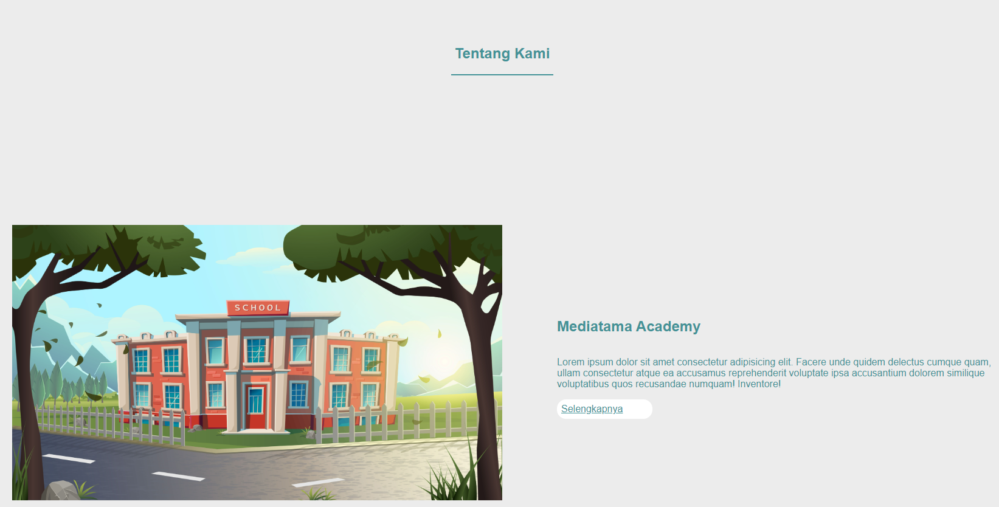 Tentang Kami
SCHOOL
Mediatama Academy
Lorem ipsum dolor sit amet consectetur adipisicing elit. Facere unde quidem delectus cumque quam,
ullam consectetur atque ea accusamus reprehenderit voluptate ipsa accusantium dolorem similique
voluptatibus quos recusandae numquam! Inventore!
Selengkapnya